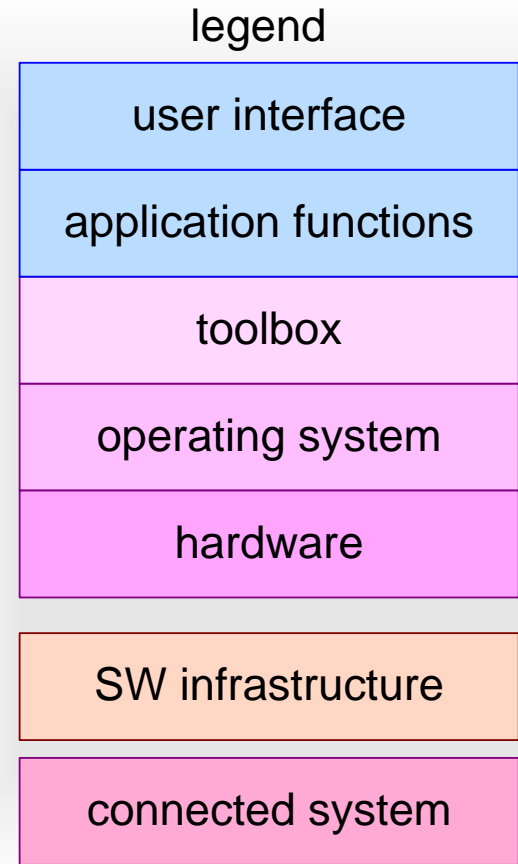 legend
user interface
application functions
toolbox
operating system
hardware
SW infrastructure
connected system